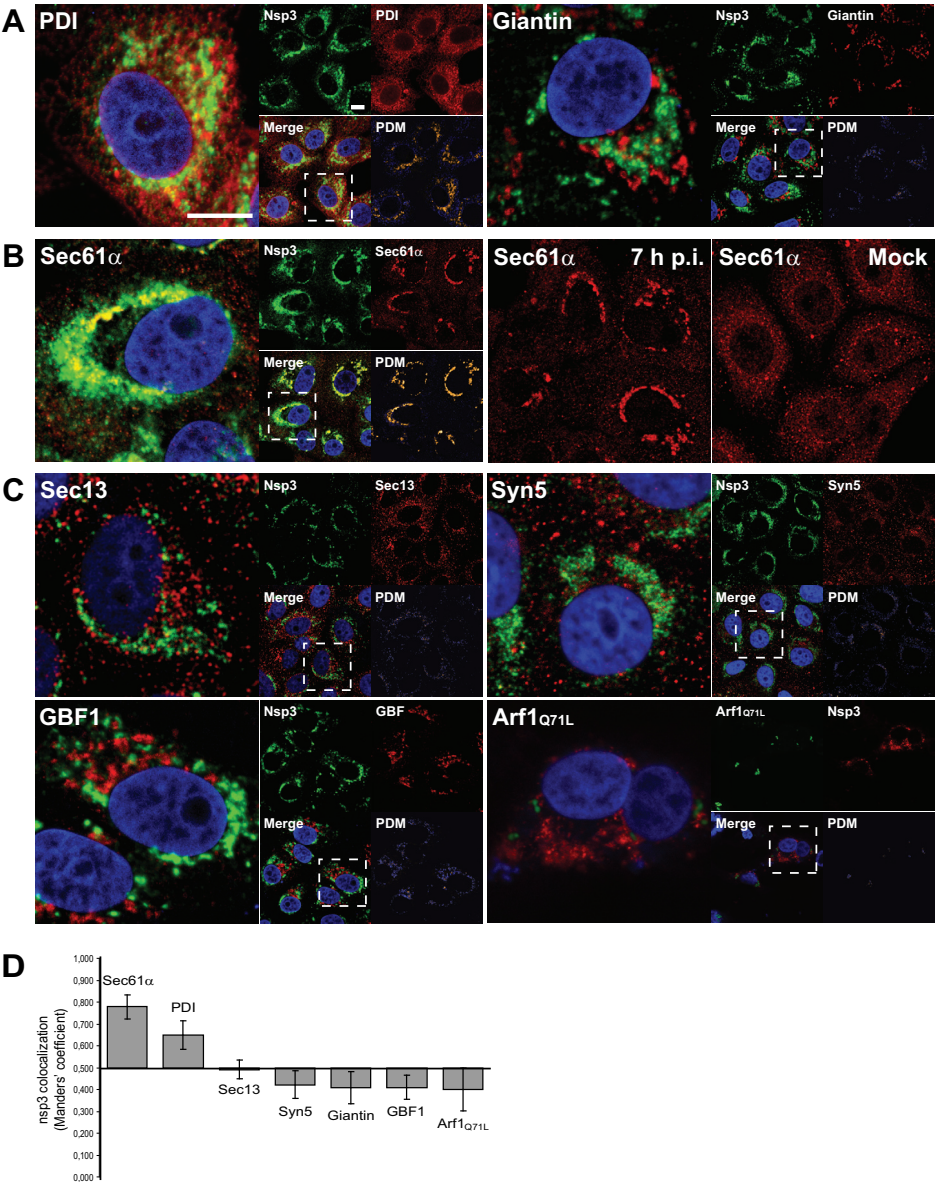 A
PDI
Nsp3
PDI
Merge
PDM
Giantin
Nsp3
Giantin
Merge
PDM
B
Sec61α
Nsp3
Sec61α
Merge
PDM
Sec61α
7 h p.i.
Sec61α
Mock
C
Sec13
Nsp3
Sec13
Merge
PDM
Syn5
Nsp3
Syn5
Merge
PDM
GBF1
Nsp3
GBF
Merge
PDM
Arf1Q71L
Arf1Q71L
Nsp3
Merge
PDM
D
nsp3 colocalization
(Manders' coefficient)
1,000
0,900
0,800
0,700
0,600
0,500
0,400
0,300
0,200
0,100
0,000
Sec61α
PDI
Sec13
Syn5
Giantin
GBF1
Arf1Q71L